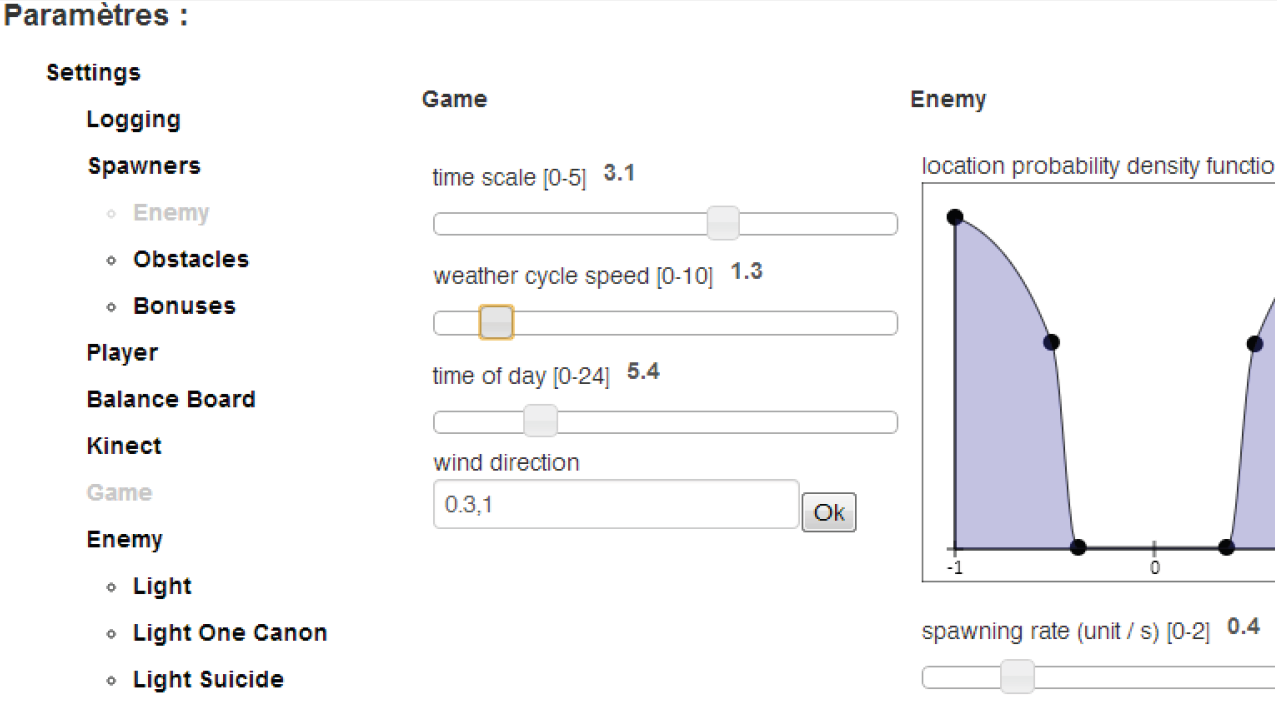 Paramètres :
Settings
Logging
Spawners
Enemy
Obstacles
Bonuses
Player
Balance Board
Kinect
Game
Enemy
Light
Light One Canon
Light Suicide
Game
time scale [0-5] 3.1
weather cycle speed [0-10] 1.3
time of day [0-24] 5.4
wind direction
0.3,1
Ok
Enemy
location probability density functio
-1 0
spawning rate (unit / s) [0-2] 0.4